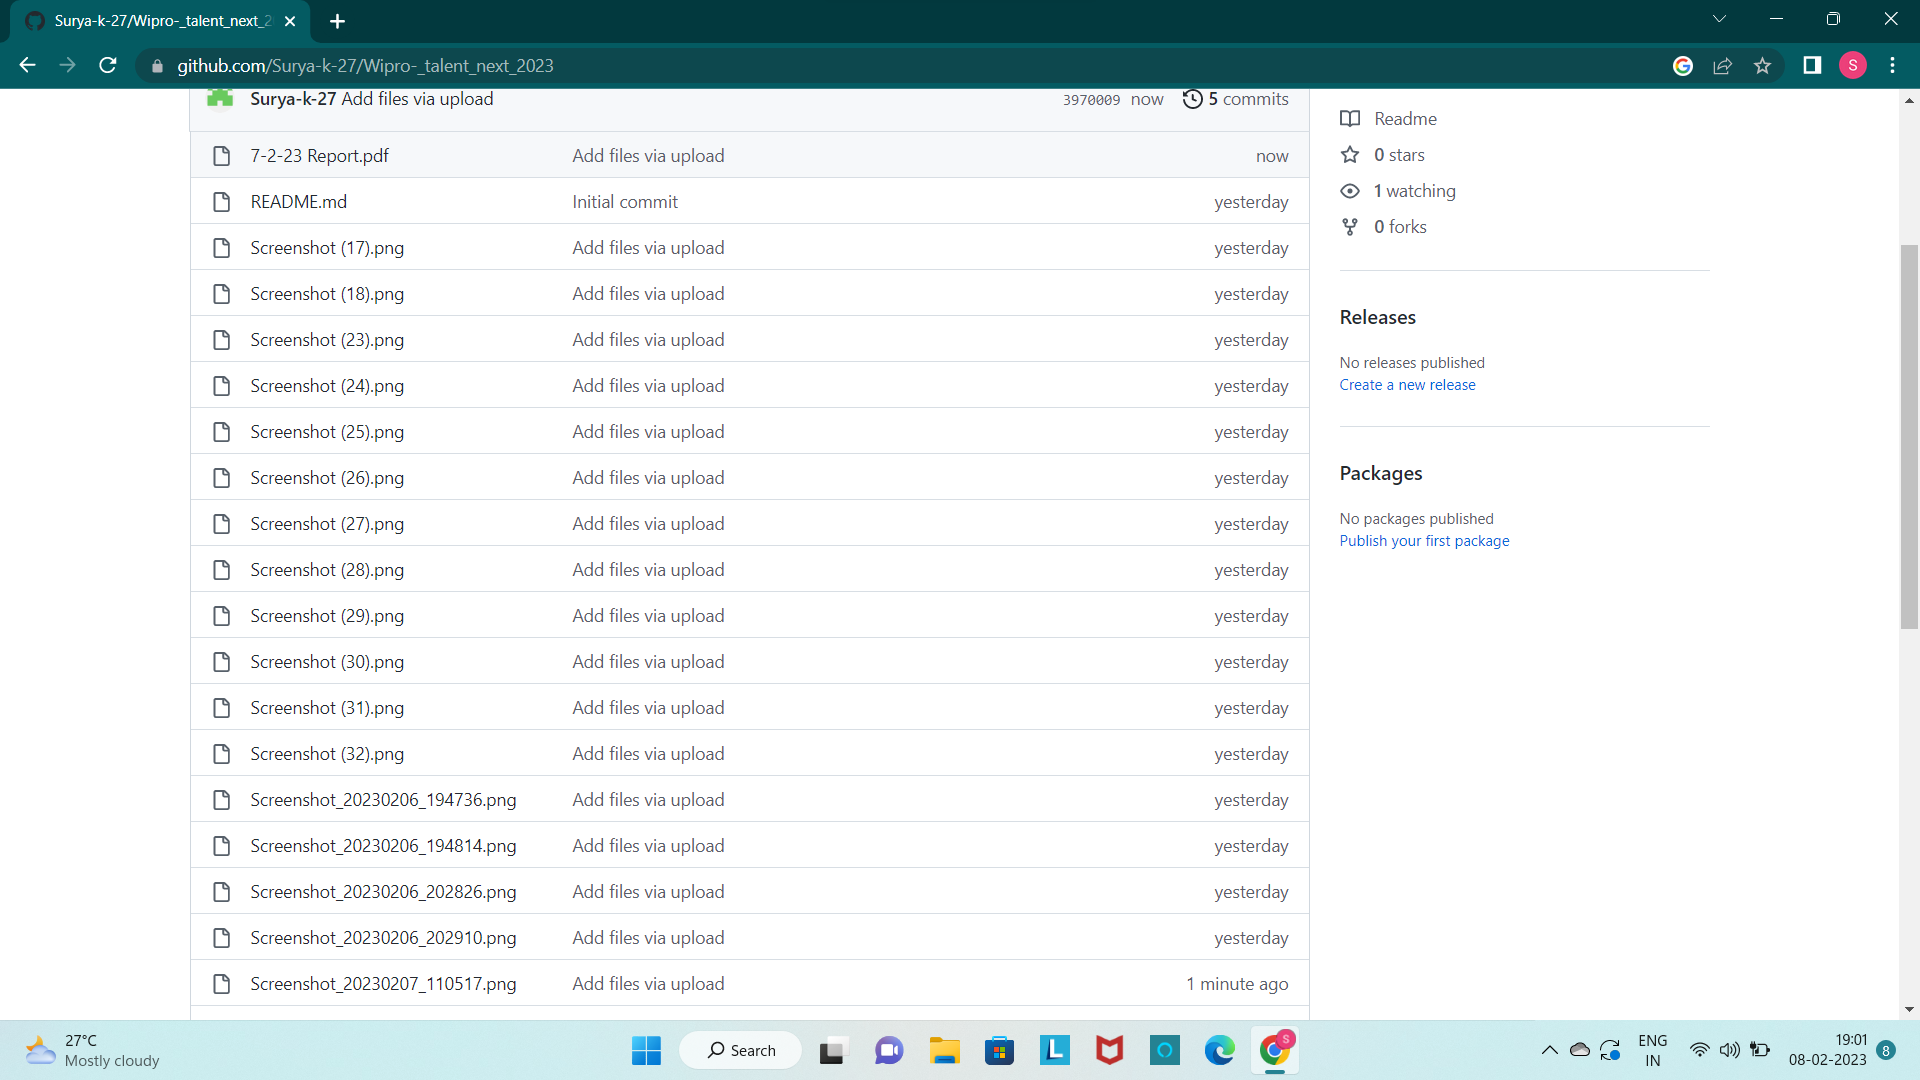 Surya-k-27/Wipro-_talent_next_2
github.com/Surya-k-27/Wipro-_talent_next_2023
S
Surya-k-27 Add files via upload 3970009 now 5 commits
7-2-23 Report.pdf Add files via upload now
README.md Initial commit yesterday
Screenshot (17).png Add files via upload yesterday
Screenshot (18).png Add files via upload yesterday
Screenshot (23).png Add files via upload yesterday
Screenshot (24).png Add files via upload yesterday
Screenshot (25).png Add files via upload yesterday
Screenshot (26).png Add files via upload yesterday
Screenshot (27).png Add files via upload yesterday
Screenshot (28).png Add files via upload yesterday
Screenshot (29).png Add files via upload yesterday
Screenshot (30).png Add files via upload yesterday
Screenshot (31).png Add files via upload yesterday
Screenshot (32).png Add files via upload yesterday
Screenshot_20230206_194736.png Add files via upload yesterday
Screenshot_20230206_194814.png Add files via upload yesterday
Screenshot_20230206_202826.png Add files via upload yesterday
Screenshot_20230206_202910.png Add files via upload yesterday
Screenshot_20230207_110517.png Add files via upload 1 minute ago
Readme
0 stars
1 watching
0 forks
Releases
No releases published
Create a new release
Packages
No packages published
Publish your first package
27°C
Mostly cloudy
Search
L
S
ENG
IN
19:01
08-02-2023
8